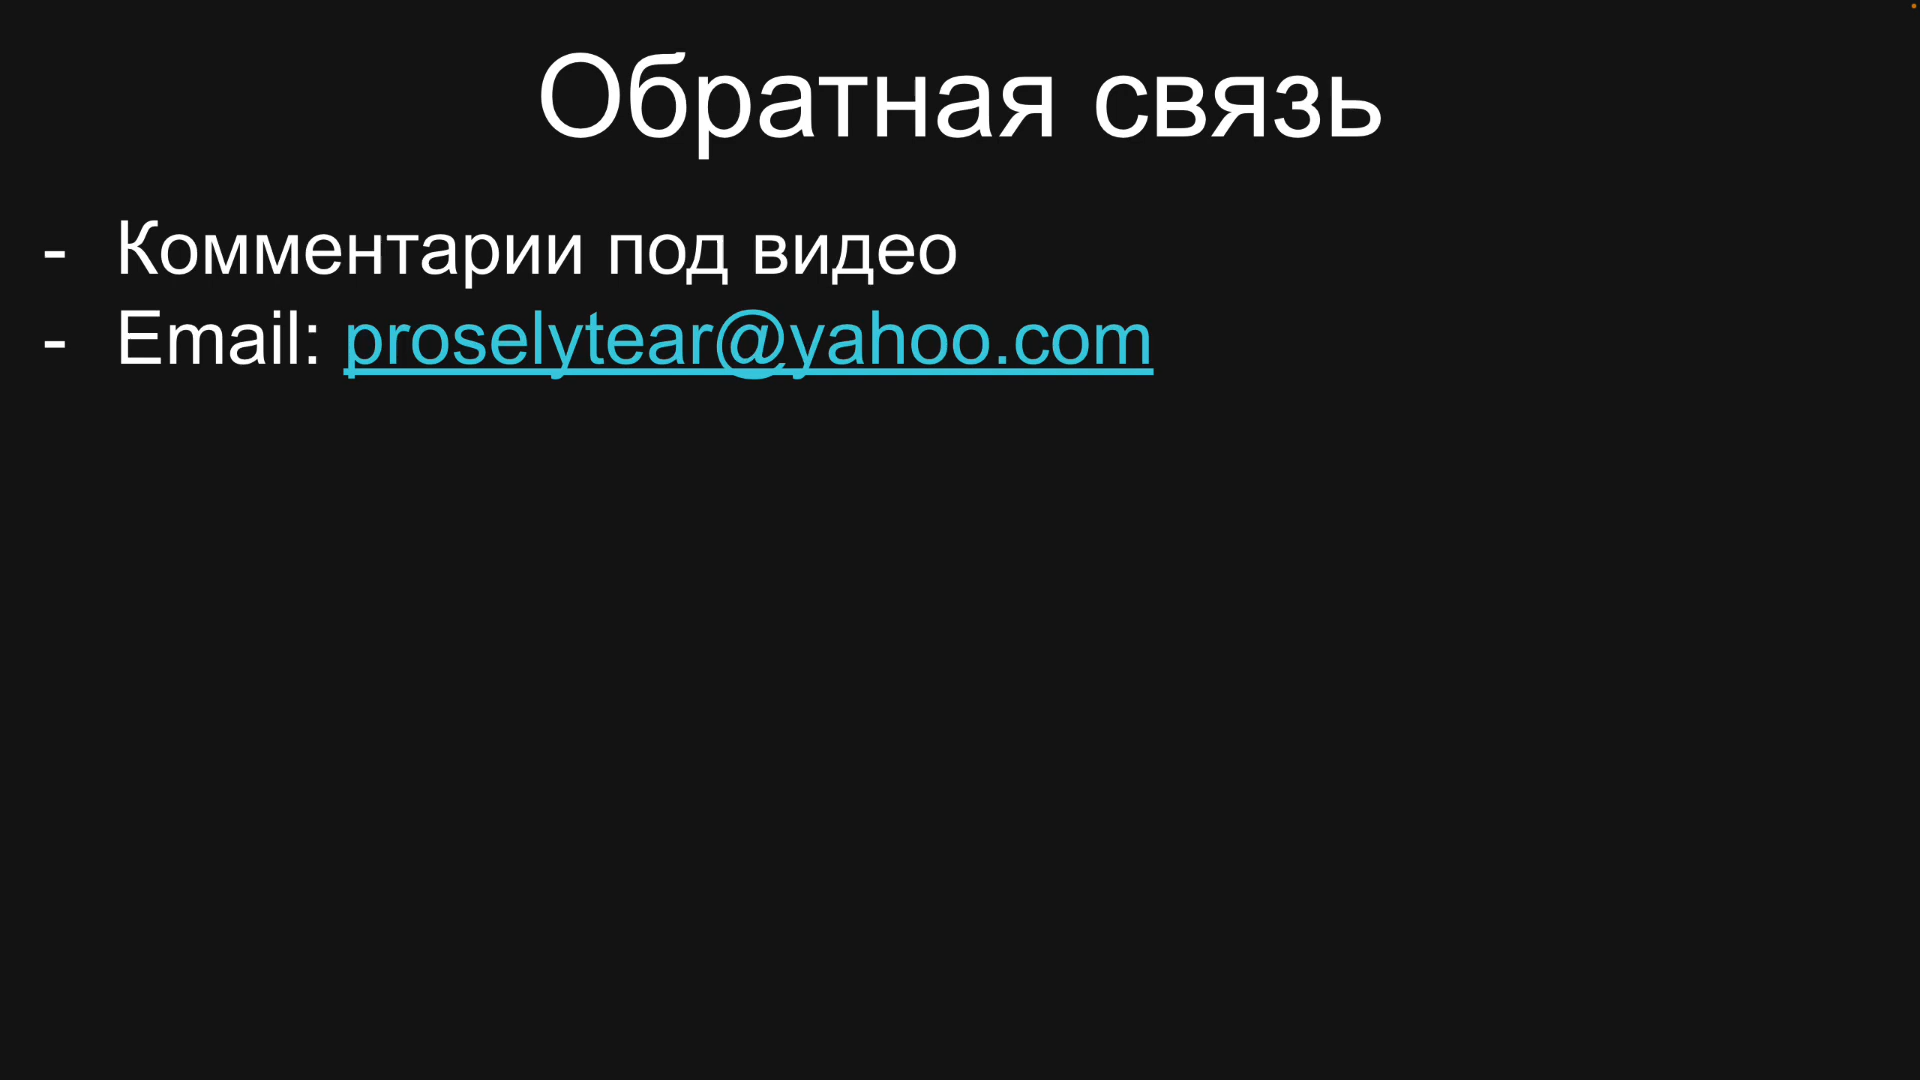 Обратная связь
- Комментарии под видео
- Email: proselytear@yahoo.com